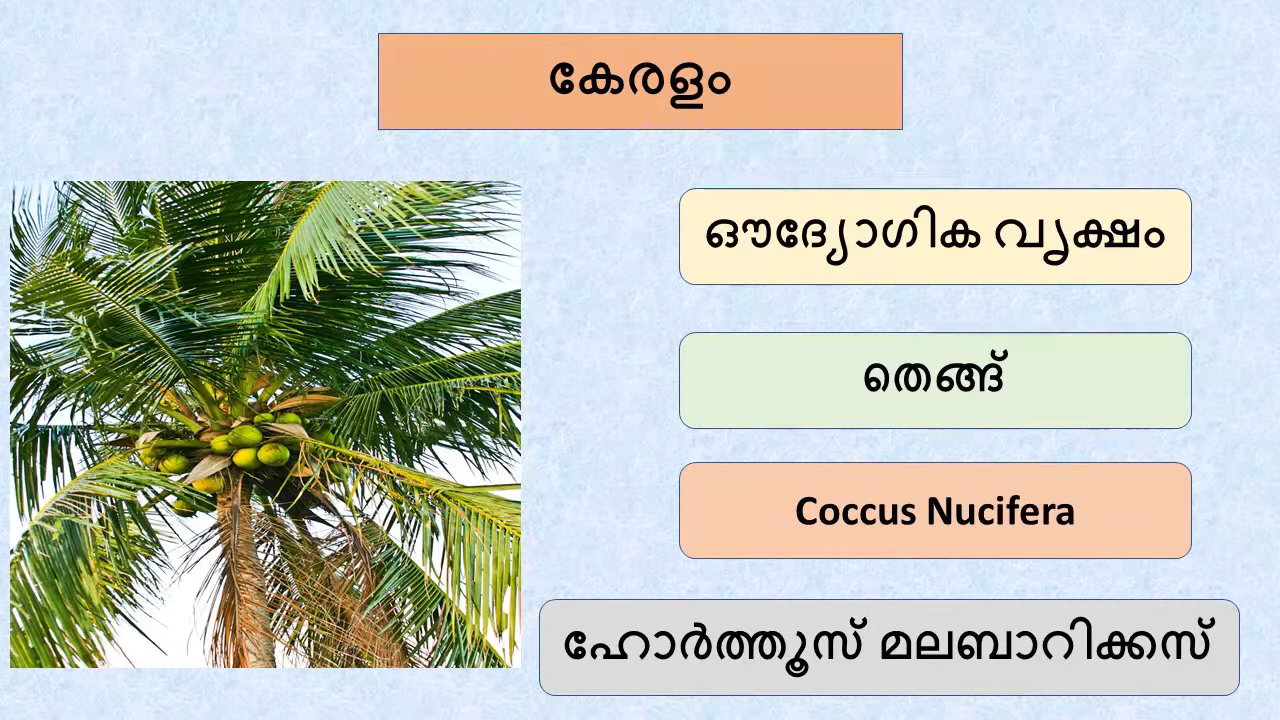 കേരളം
ഔദ്യോഗിക വൃക്ഷം
തെങ്ങ്
Coccus Nucifera
ഹോർത്തൂസ് മലബാറിക്കസ്